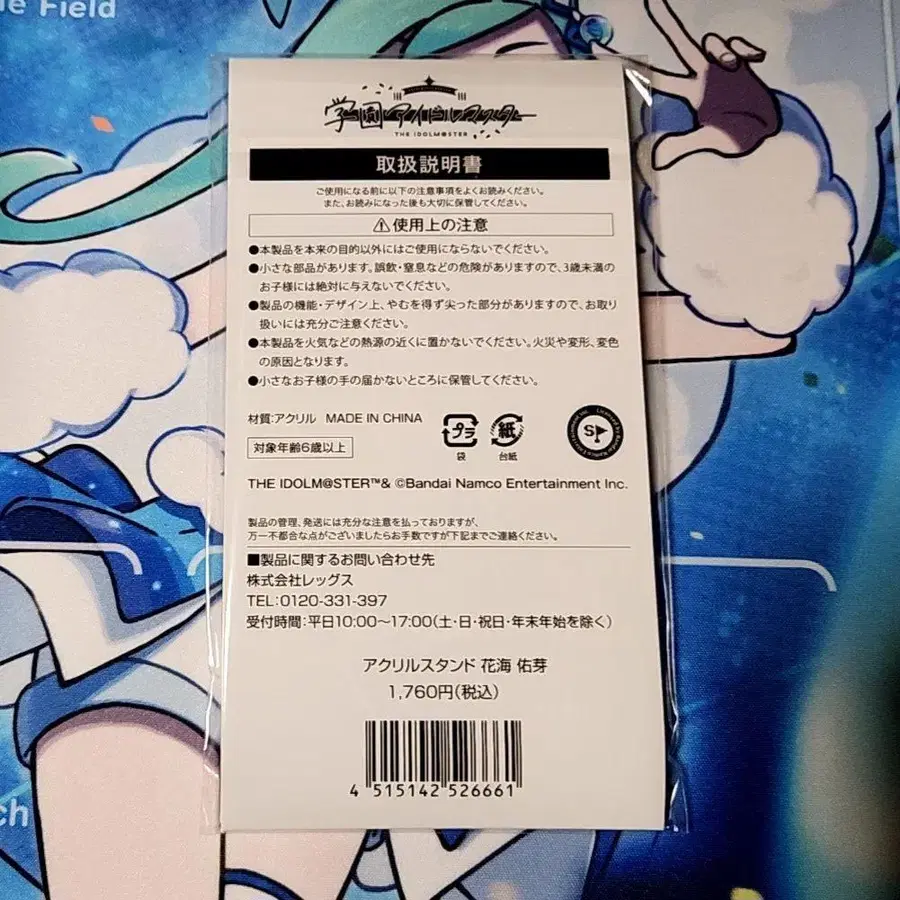 e Field
学園アイドルマスター
THE IDOLM@STER
取扱説明書
ご使用になる前に以下の注意事項をよくお読みください。
また、お読みになった後も大切に保管してください。
⚠使用上の注意
●本製品を本来の目的以外にはご使用にならないでください。
●小さな部品があります。誤飲・窒息などの危険がありますので、3歳未満の
お子様には絶対に与えないでください。
●製品の機能・デザイン上、やむを得ず尖った部分がありますので、お取り
扱いには充分ご注意ください。
●本製品を火気などの熱源の近くに置かないでください。火災や変形、変色
の原因となります。
●小さなお子様の手の届かないところに保管してください。
材質:アクリル MADE IN CHINA
対象年齢6歳以上
プラ
袋
紙
台紙
Licensed by Bandai Namco Entertainment Inc.
S
THE IDOLM@STER™& ©Bandai Namco Entertainment Inc.
製品の管理、発送には充分な注意を払っておりますが、
万一不都合な点がございましたらお手数ですが下記までご連絡ください。
■製品に関するお問い合わせ先
株式会社レッグス
TEL:0120-331-397
受付時間:平日10:00～17:00(土・日・祝日・年末年始を除く)
アクリルスタンド 花海 佑芽
1,760円(税込)
4 515142 526661
ch